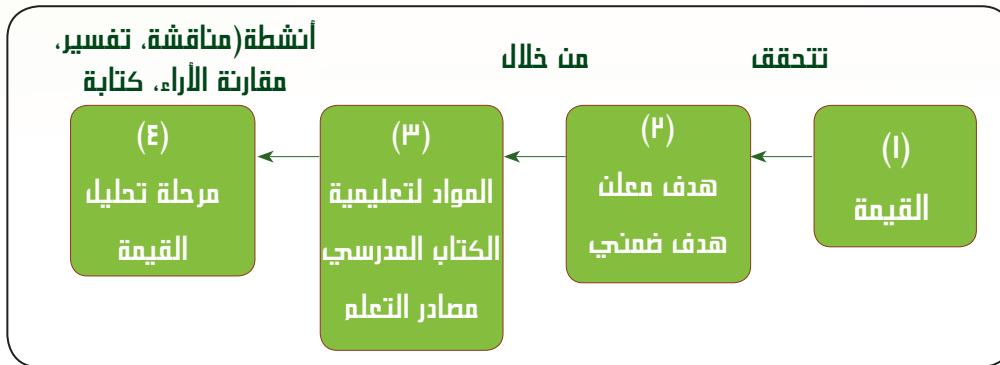 تتحقق
من خلال
أنشطة(مناقشة، تفسير،
مقارنة الأراء، كتابة
(١)
القيمة
(٢)
هدف معلن
هدف ضمني
(٣)
المواد لتعليمية
الكتاب المدرسي
مصادر التعلم
(٤)
مرحلة تحليل
القيمة